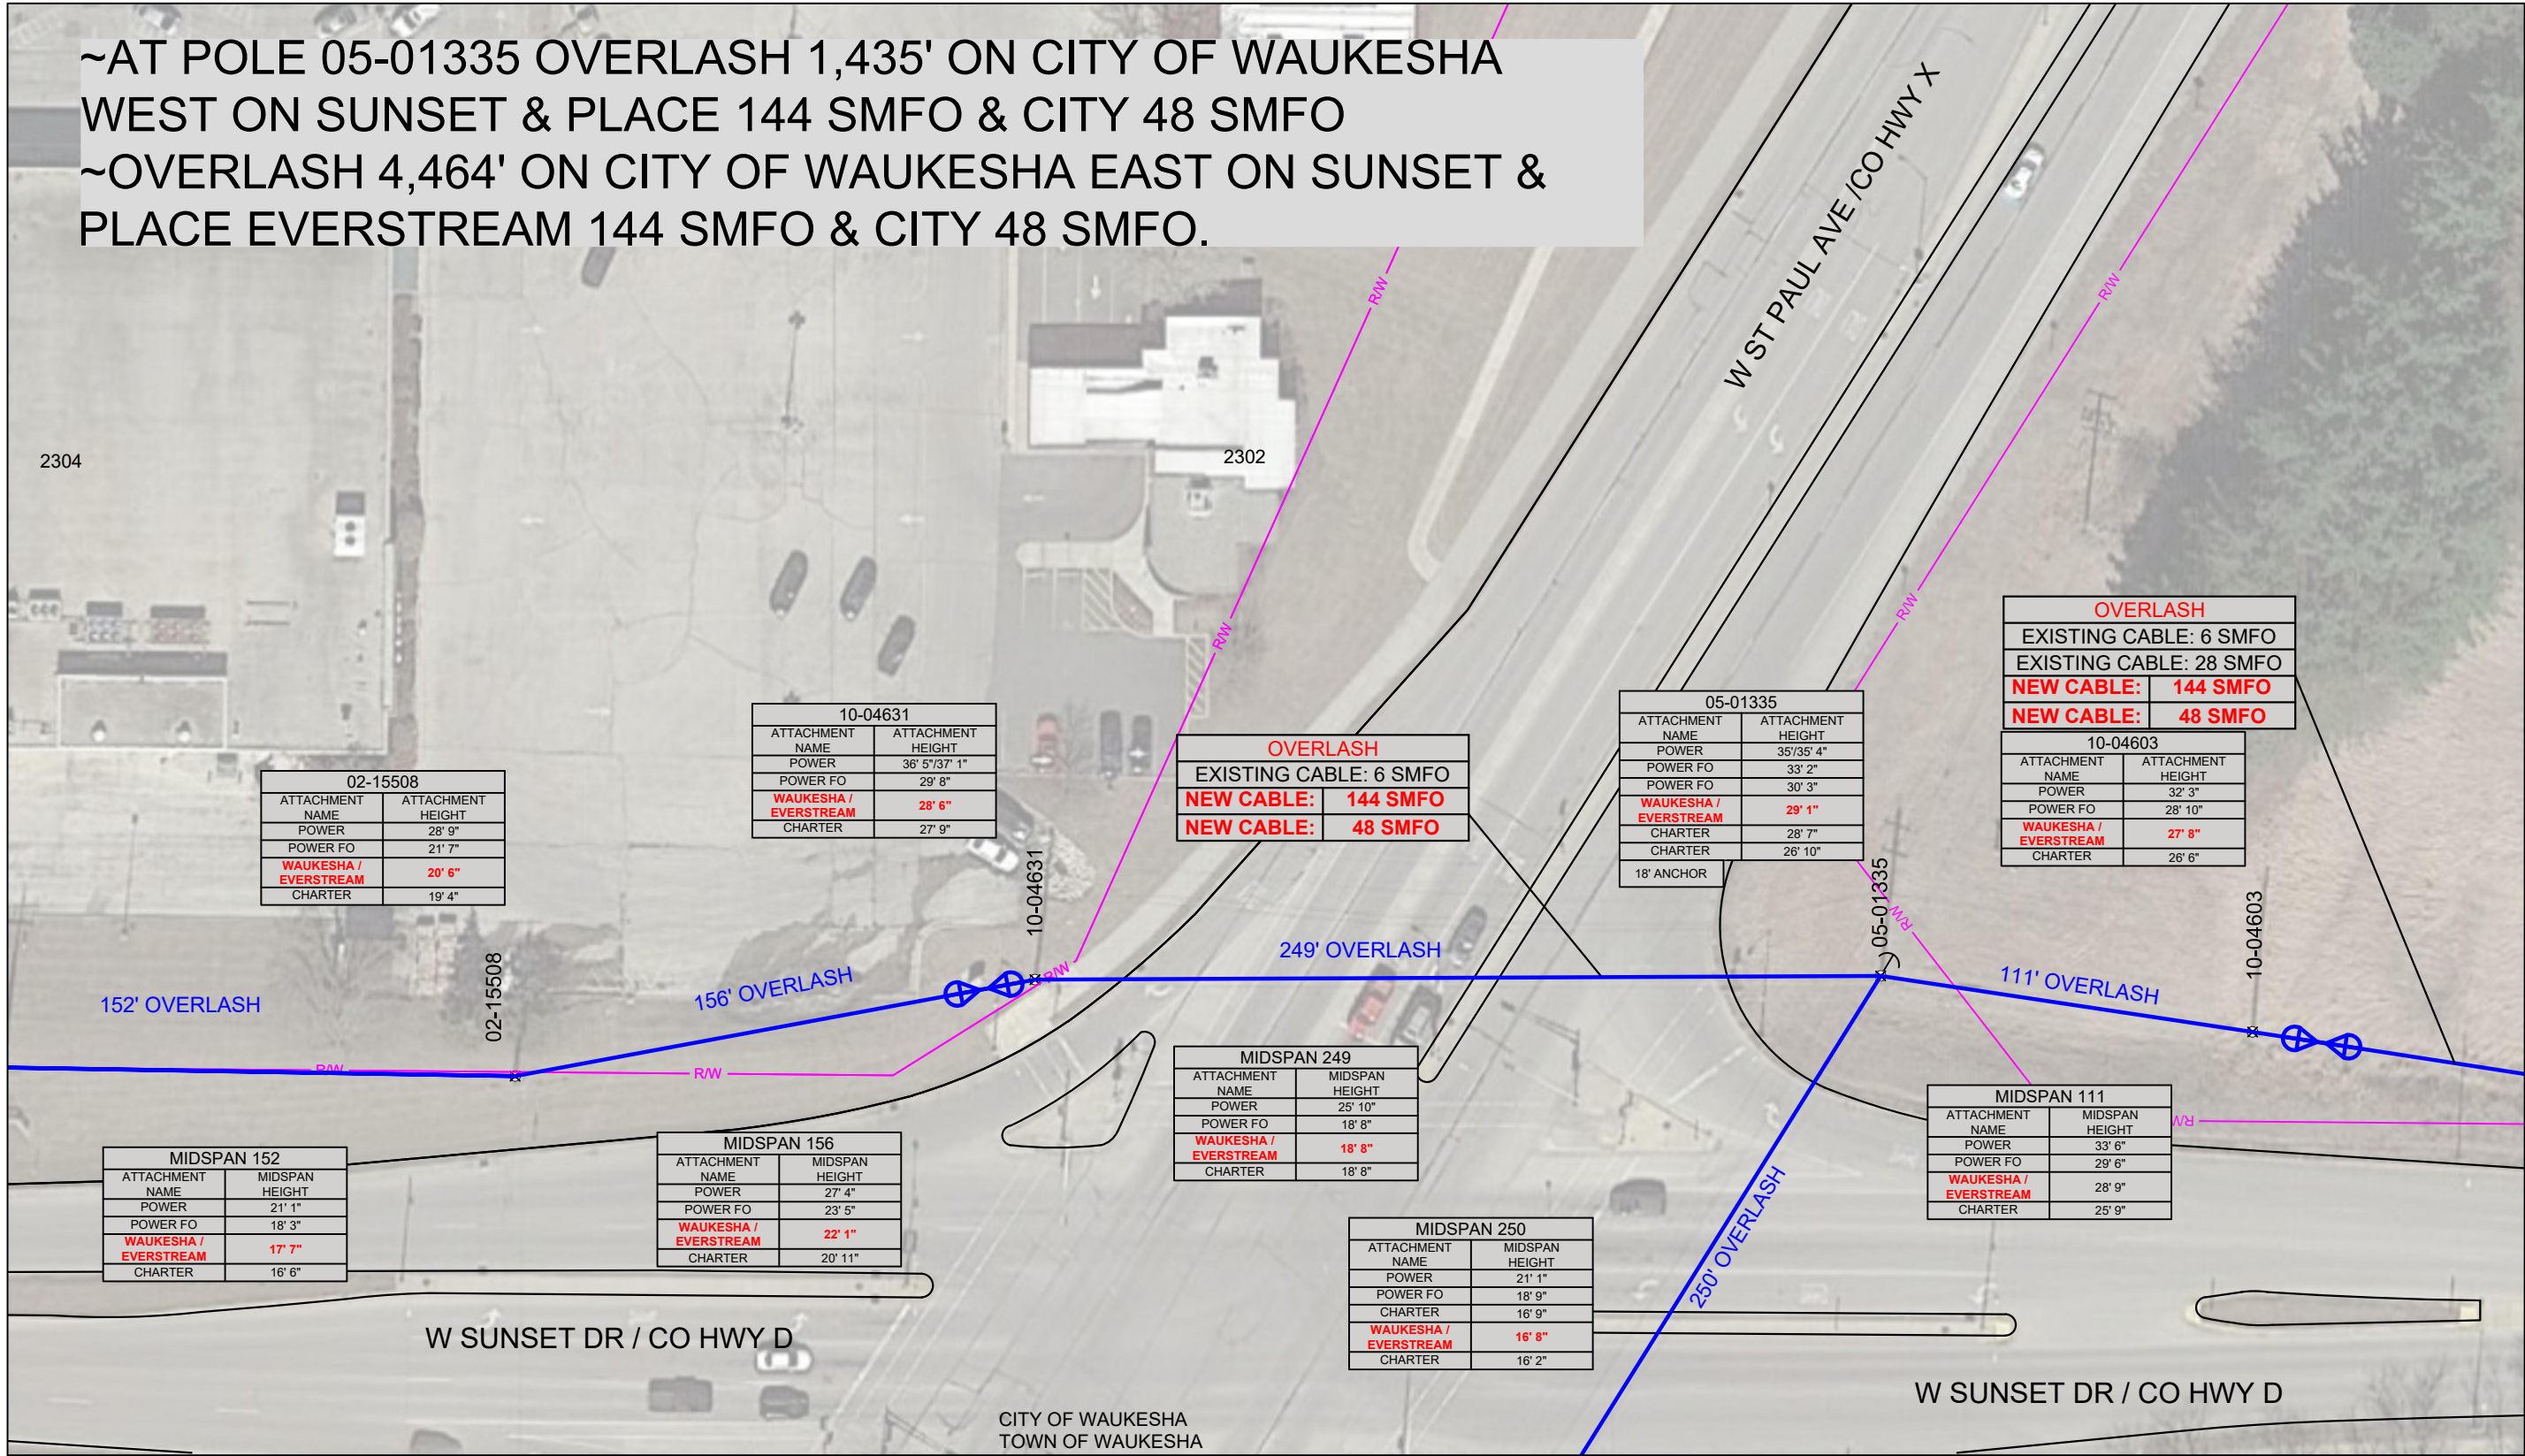 ~AT POLE 05-01335 OVERLASH 1,435' ON CITY OF WAUKESHA
WEST ON SUNSET & PLACE 144 SMFO & CITY 48 SMFO
~OVERLASH 4,464' ON CITY OF WAUKESHA EAST ON SUNSET &
PLACE EVERSTREAM 144 SMFO & CITY 48 SMFO.
W ST PAUL AVE /CO HWY X
R/W
R/W
2304
2302
R/W
R/W
OVERLASH
EXISTING CABLE: 6 SMFO
EXISTING CABLE: 28 SMFO
NEW CABLE: 144 SMFO
NEW CABLE: 48 SMFO
10-04603
ATTACHMENT NAME ATTACHMENT HEIGHT
POWER 32' 3"
POWER FO 28' 10"
WAUKESHA / EVERSTREAM 27' 8"
CHARTER 26' 6"
05-01335
ATTACHMENT NAME ATTACHMENT HEIGHT
POWER 35'/35' 4"
POWER FO 33' 2"
POWER FO 30' 3"
WAUKESHA / EVERSTREAM 29' 1"
CHARTER 28' 7"
CHARTER 26' 10"
18' ANCHOR
OVERLASH
EXISTING CABLE: 6 SMFO
NEW CABLE: 144 SMFO
NEW CABLE: 48 SMFO
10-04631
ATTACHMENT NAME ATTACHMENT HEIGHT
POWER 36' 5"/37' 1"
POWER FO 29' 8"
WAUKESHA / EVERSTREAM 28' 6"
CHARTER 27' 9"
02-15508
ATTACHMENT NAME ATTACHMENT HEIGHT
POWER 28' 9"
POWER FO 21' 7"
WAUKESHA / EVERSTREAM 20' 6"
CHARTER 19' 4"
10-04631
05-01335
R/W
10-04603
02-15508
152' OVERLASH
156' OVERLASH
R/W
249' OVERLASH
111' OVERLASH
R/W
R/W
R/W
MIDSPAN 152
ATTACHMENT NAME MIDSPAN HEIGHT
POWER 21' 1"
POWER FO 18' 3"
WAUKESHA / EVERSTREAM 17' 7"
CHARTER 16' 6"
MIDSPAN 156
ATTACHMENT NAME MIDSPAN HEIGHT
POWER 27' 4"
POWER FO 23' 5"
WAUKESHA / EVERSTREAM 22' 1"
CHARTER 20' 11"
MIDSPAN 249
ATTACHMENT NAME MIDSPAN HEIGHT
POWER 25' 10"
POWER FO 18' 8"
WAUKESHA / EVERSTREAM 18' 8"
CHARTER 18' 8"
MIDSPAN 111
ATTACHMENT NAME MIDSPAN HEIGHT
POWER 33' 6"
POWER FO 29' 6"
WAUKESHA / EVERSTREAM 28' 9"
CHARTER 25' 9"
MIDSPAN 250
ATTACHMENT NAME MIDSPAN HEIGHT
POWER 21' 1"
POWER FO 18' 9"
CHARTER 16' 9"
WAUKESHA / EVERSTREAM 16' 8"
CHARTER 16' 2"
250' OVERLASH
W SUNSET DR / CO HWY D
W SUNSET DR / CO HWY D
CITY OF WAUKESHA
TOWN OF WAUKESHA